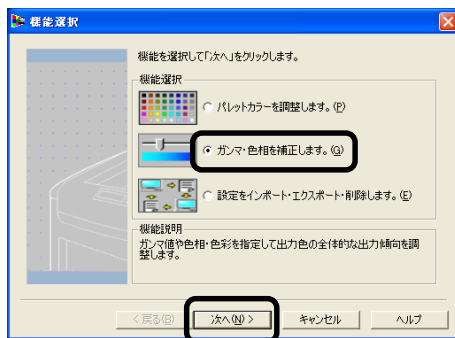 機能選択
機能を選択して「次へ」をクリックします。
機能選択
パレットカラーを調整します。(P)
ガンマ・色相を補正します。(G)
設定をインポート・エクスポート・削除します。(E)
機能説明
ガンマ値や色相・色彩を指定して出力色の全体的な出力傾向を調
整します。
< 戻る(B)
次へ(N) >
キャンセル
ヘルプ